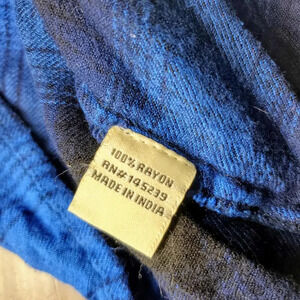 100% RAYON
RN# 145239
MADE IN INDIA